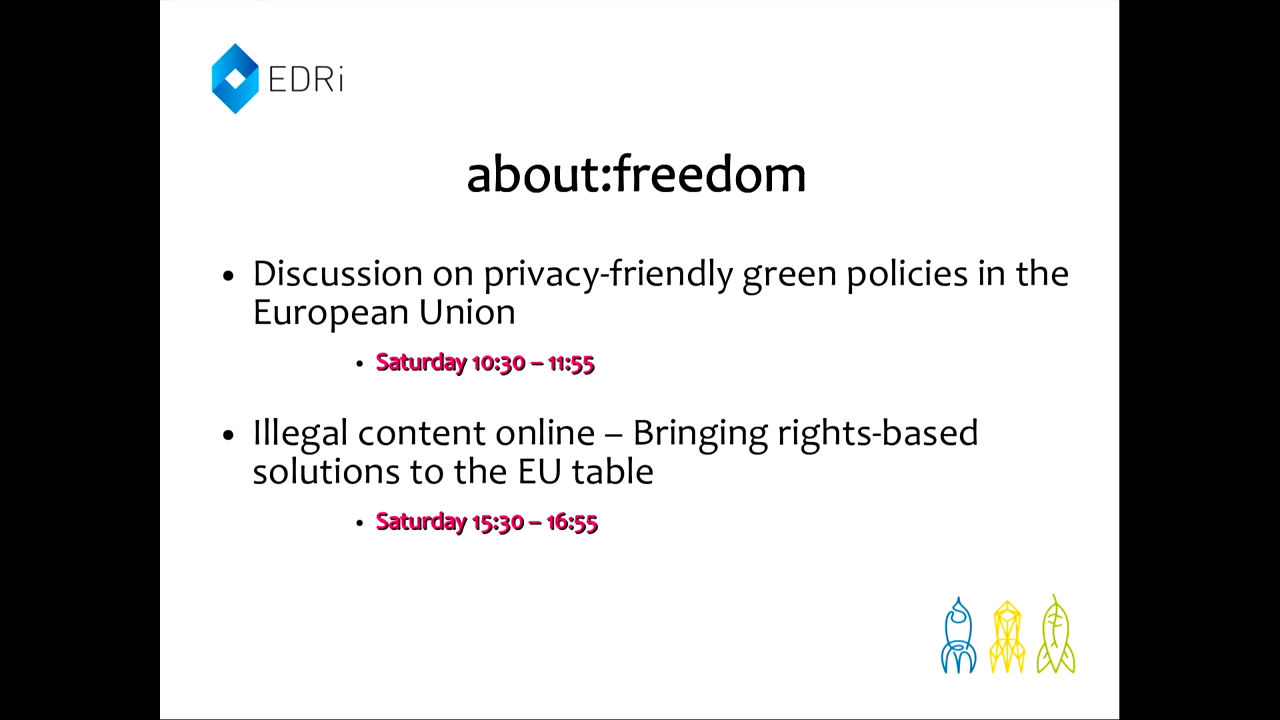 EDRi
about:freedom
• Discussion on privacy-friendly green policies in the
European Union
• Saturday 10:30 – 11:55
• Illegal content online – Bringing rights-based
solutions to the EU table
• Saturday 15:30 – 16:55